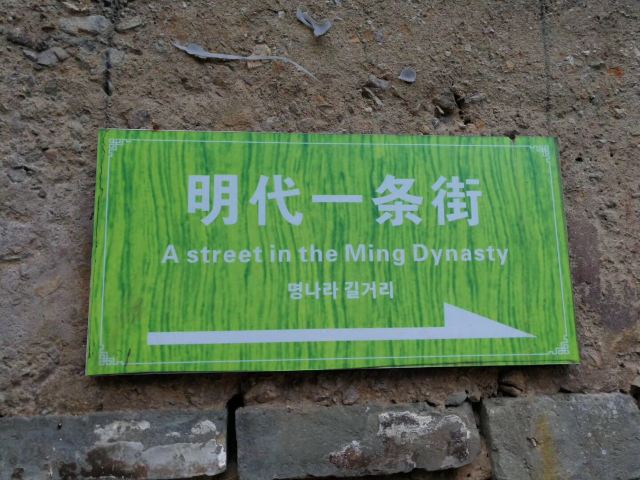 明代一条街
A street in the Ming Dynasty
명나라 길거리